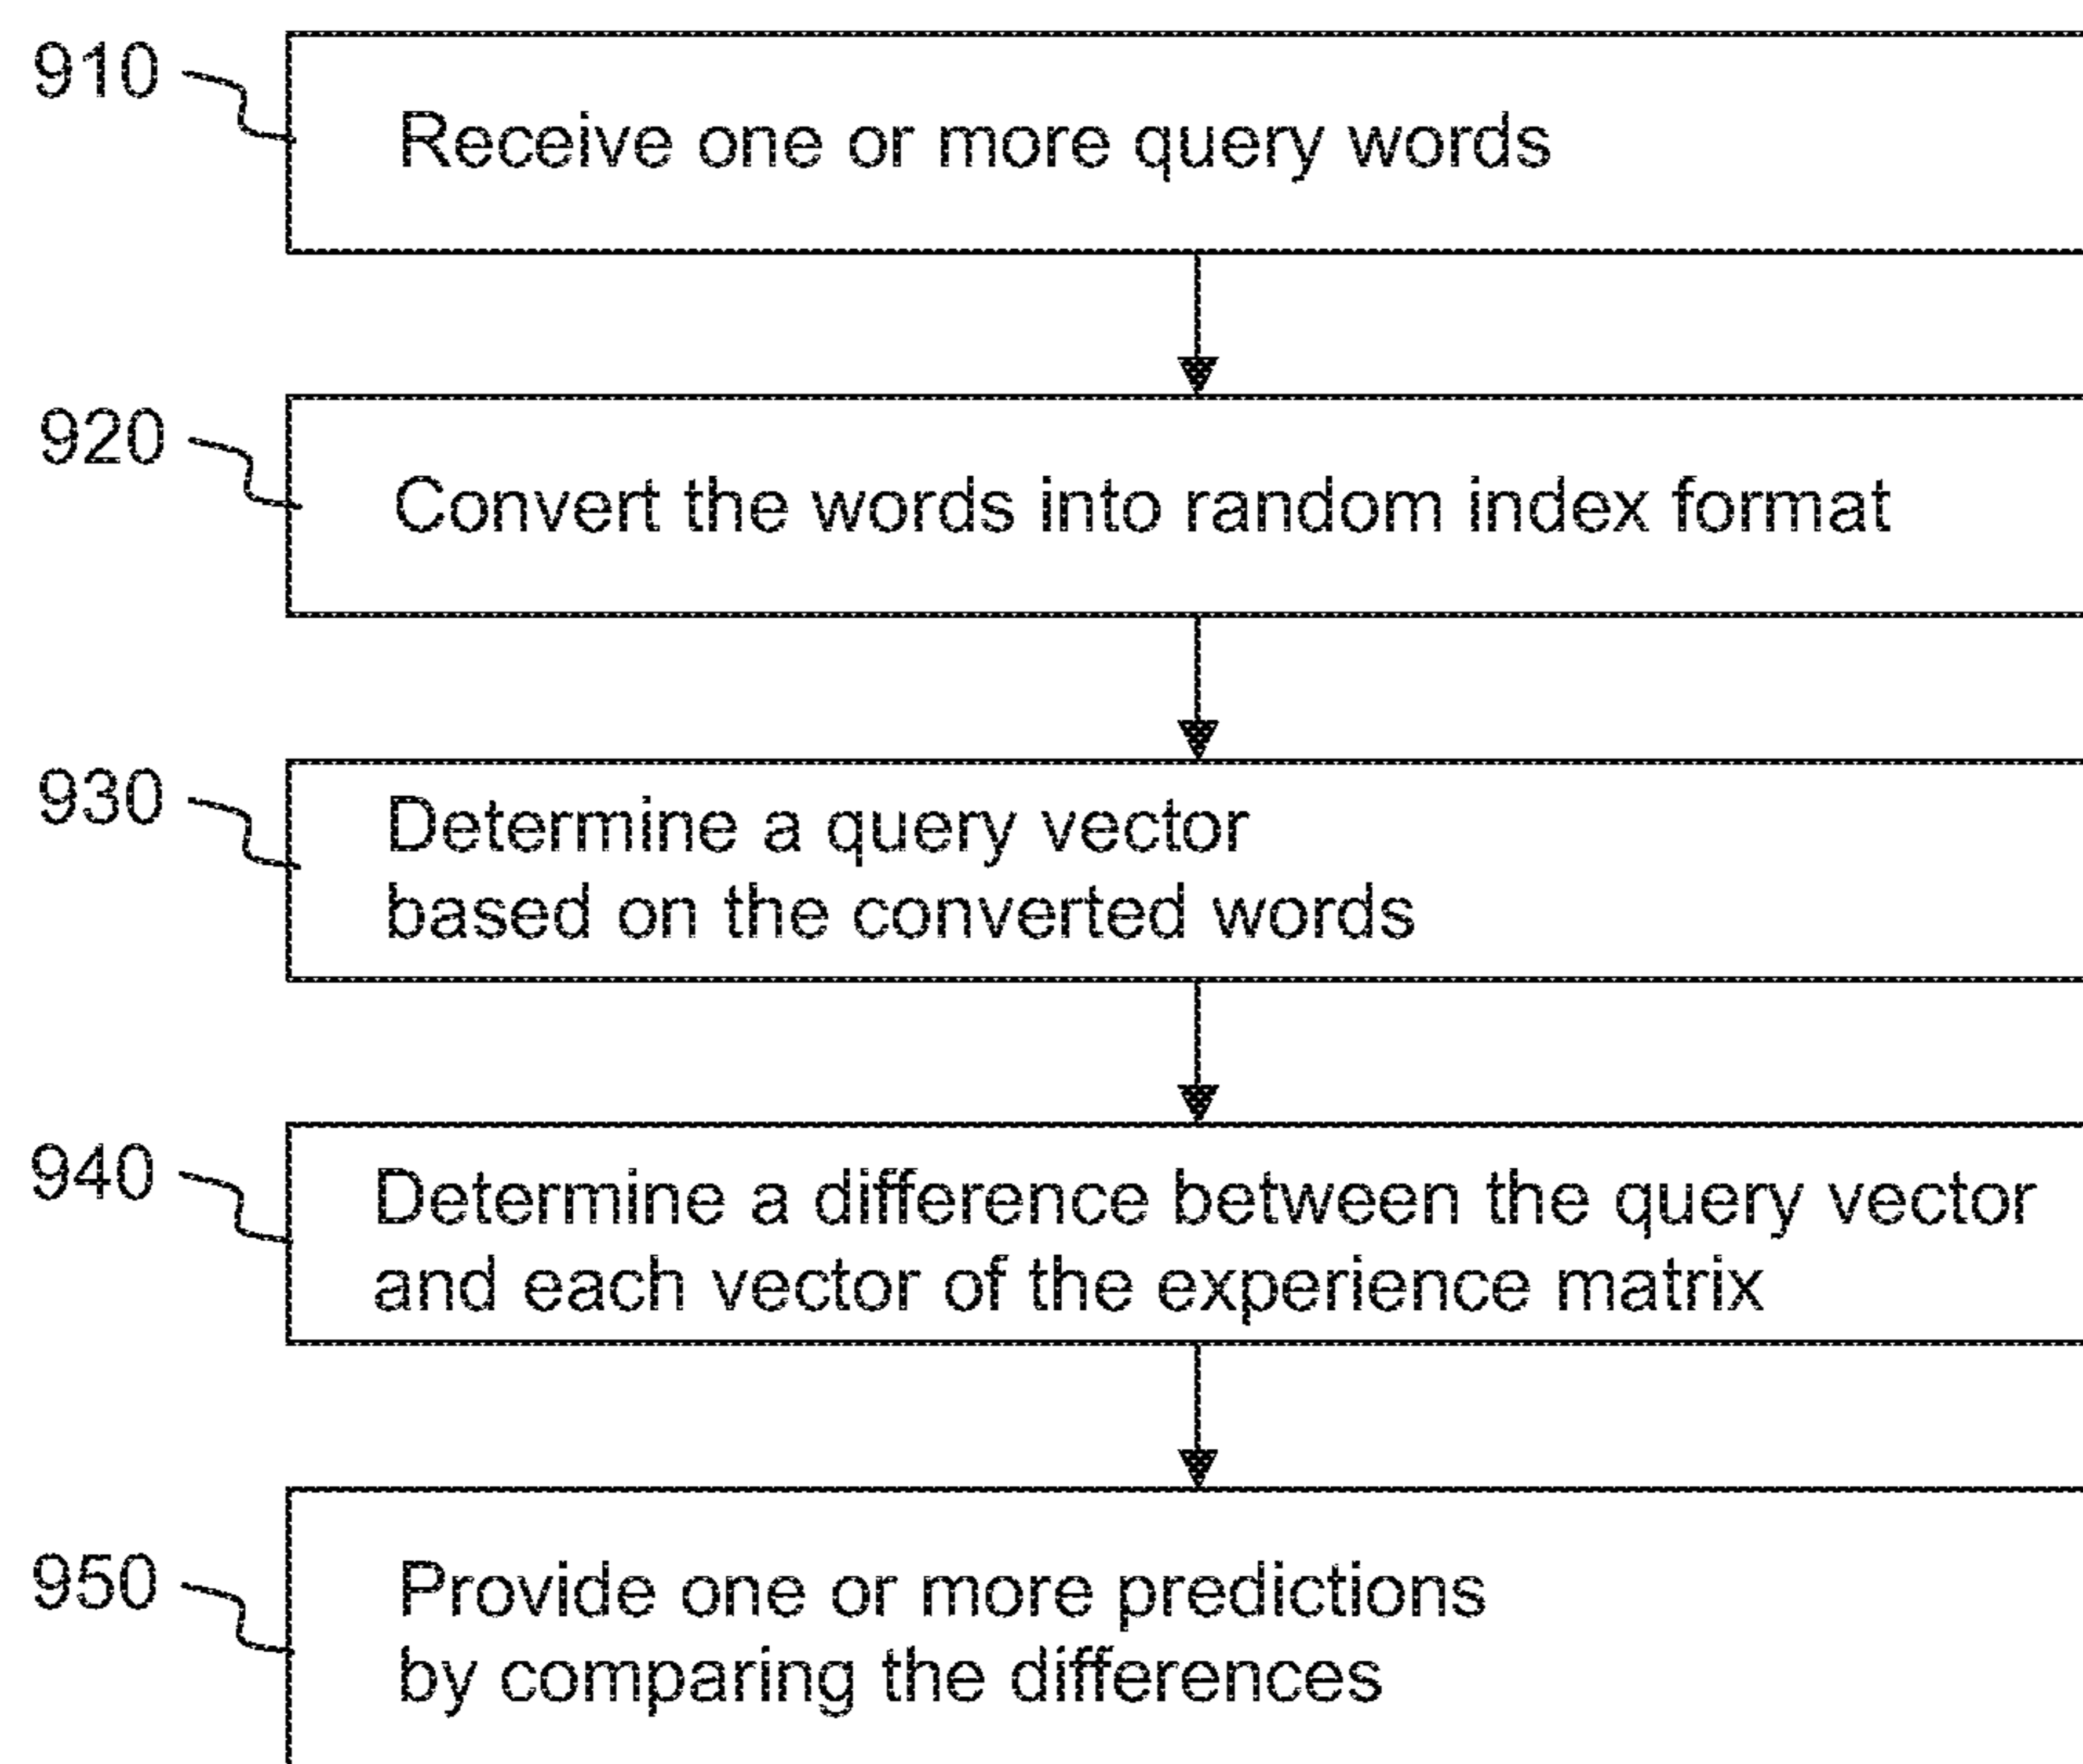 910
Receive one or more query words
920
Convert the words into random index format
930
Determine a query vector
based on the converted words
940
Determine a difference between the query vector
and each vector of the experience matrix
950
Provide one or more predictions
by comparing the differences